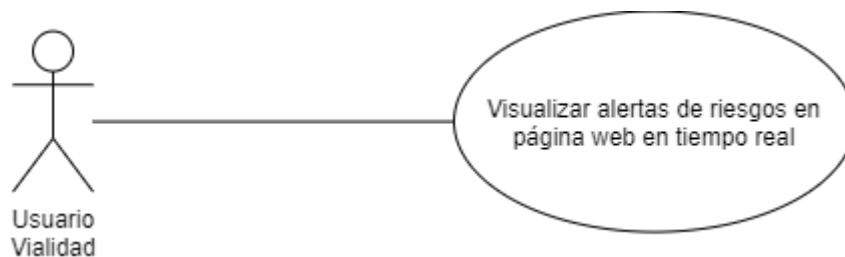 Visualizar alertas de riesgos en
página web en tiempo real
Usuario
Vialidad